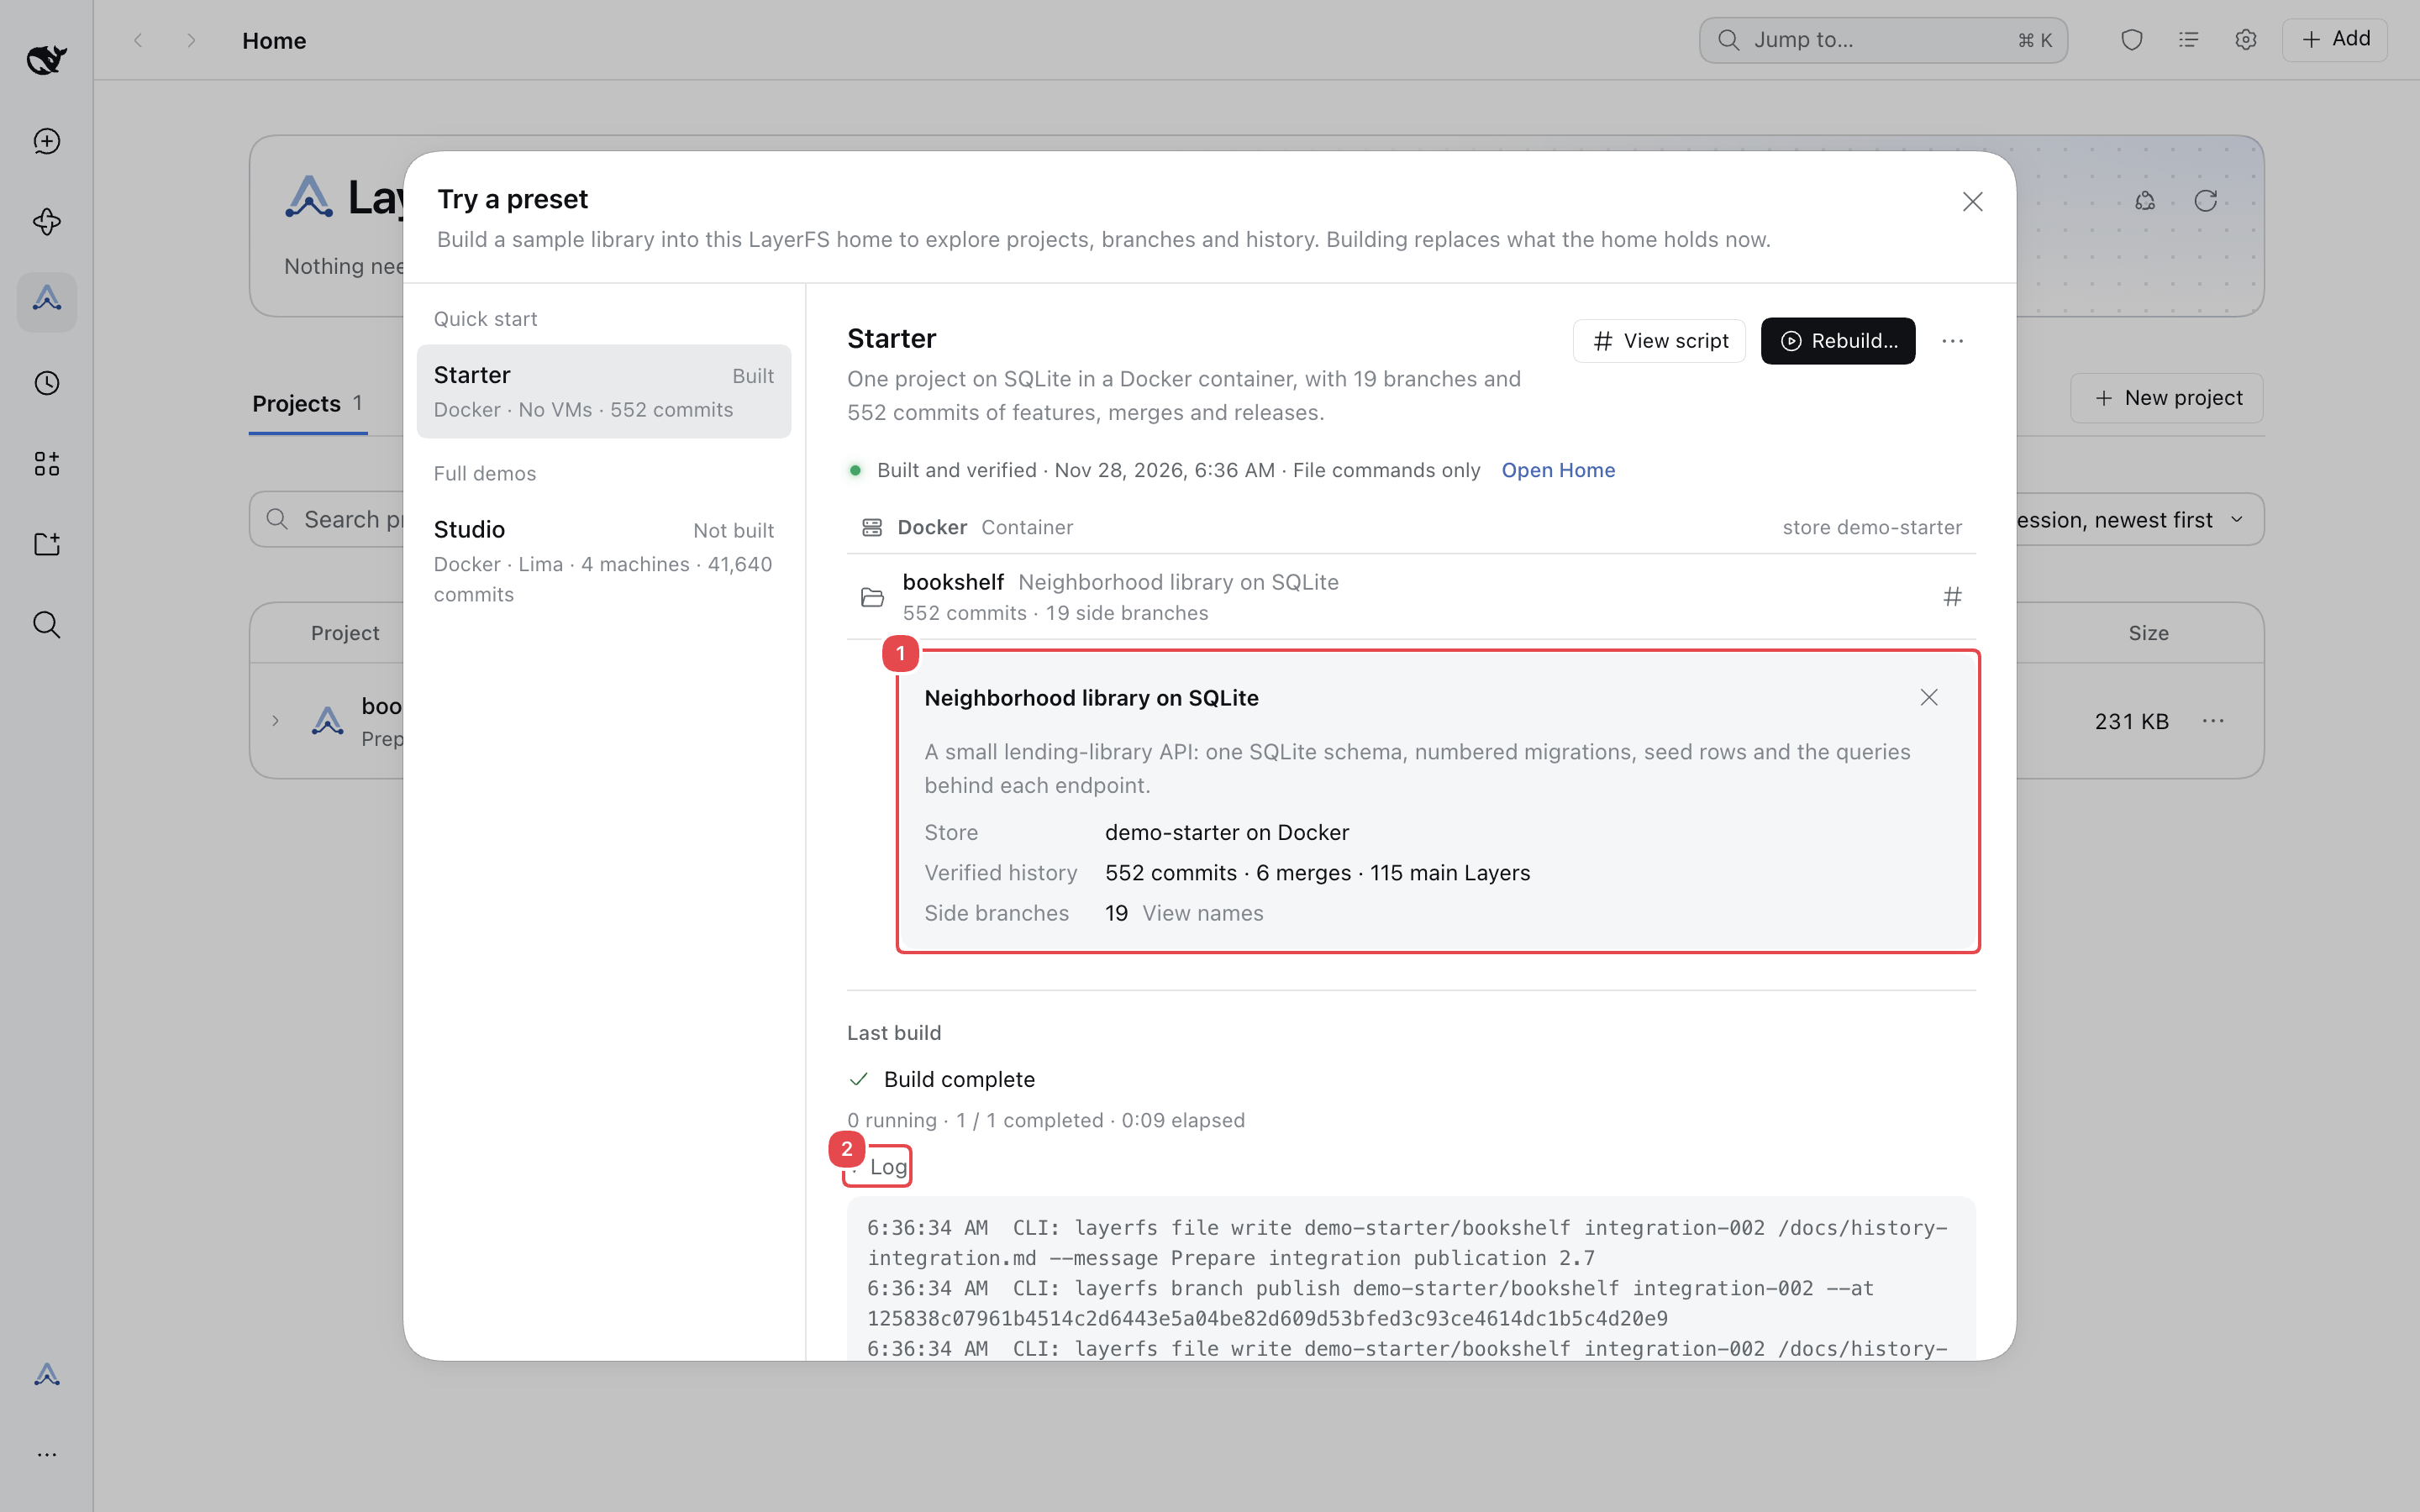 Home
Jump to...
⌘ K
Add
Lay
Nothing nee
Try a preset
Build a sample library into this LayerFS home to explore projects, branches and history. Building replaces what the home holds now.
Projects 1
New project
Search pr
ession, newest first
Project
Size
boo
Prep
231 KB
Quick start
Starter
Built
Docker · No VMs · 552 commits
Full demos
Studio
Not built
Docker · Lima · 4 machines · 41,640
commits
Starter
View script
Rebuild...
One project on SQLite in a Docker container, with 19 branches and
552 commits of features, merges and releases.
Built and verified · Nov 28, 2026, 6:36 AM · File commands only Open Home
Docker Container
store demo-starter
bookshelf Neighborhood library on SQLite
552 commits · 19 side branches
#
1
Neighborhood library on SQLite
A small lending-library API: one SQLite schema, numbered migrations, seed rows and the queries
behind each endpoint.
Store demo-starter on Docker
Verified history 552 commits · 6 merges · 115 main Layers
Side branches 19 View names
Last build
Build complete
0 running · 1 / 1 completed · 0:09 elapsed
2
Log
6:36:34 AM CLI: layerfs file write demo-starter/bookshelf integration-002 /docs/history-
integration.md --message Prepare integration publication 2.7
6:36:34 AM CLI: layerfs branch publish demo-starter/bookshelf integration-002 --at
125838c07961b4514c2d6443e5a04be82d609d53bfed3c93ce4614dc1b5c4d20e9
6:36:34 AM CLI: layerfs file write demo-starter/bookshelf integration-002 /docs/history-